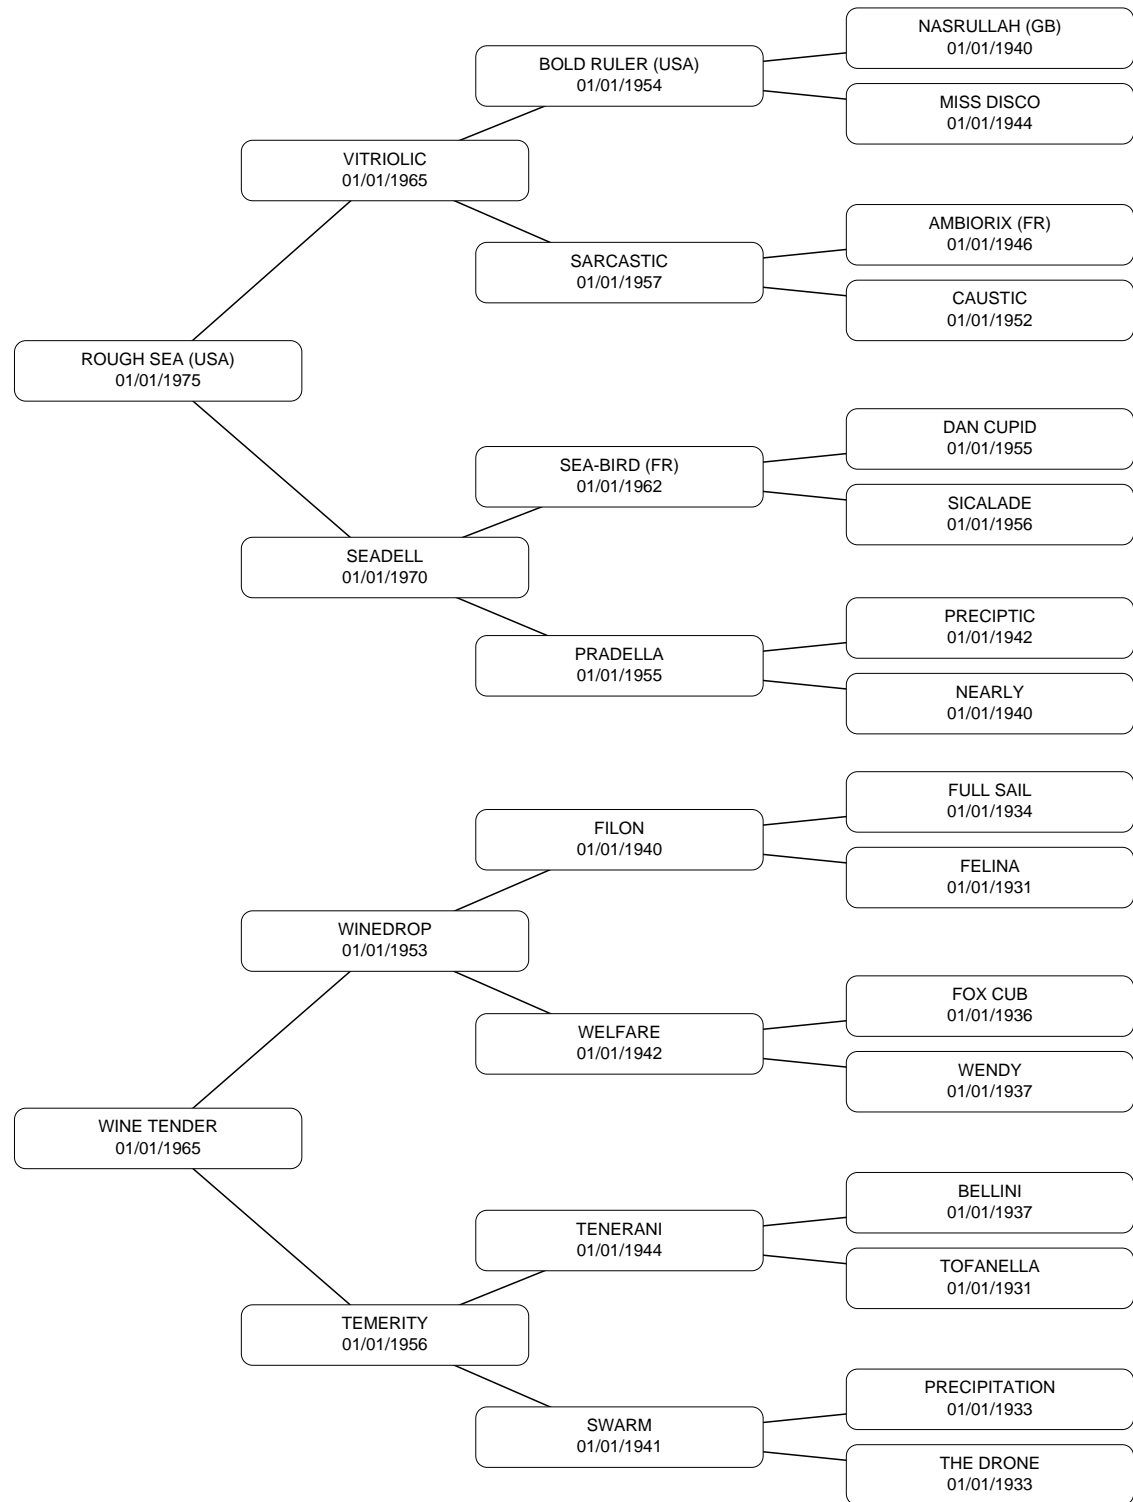 NASRULLAH (GB)
01/01/1940
BOLD RULER (USA)
01/01/1954
MISS DISCO
01/01/1944
VITRIOLIC
01/01/1965
AMBIORIX (FR)
01/01/1946
SARCASTIC
01/01/1957
CAUSTIC
01/01/1952
ROUGH SEA (USA)
01/01/1975
DAN CUPID
01/01/1955
SEA-BIRD (FR)
01/01/1962
SICALADE
01/01/1956
SEADELL
01/01/1970
PRECIPTIC
01/01/1942
PRADELLA
01/01/1955
NEARLY
01/01/1940
FULL SAIL
01/01/1934
FILON
01/01/1940
FELINA
01/01/1931
WINEDROP
01/01/1953
FOX CUB
01/01/1936
WELFARE
01/01/1942
WENDY
01/01/1937
WINE TENDER
01/01/1965
BELLINI
01/01/1937
TENERANI
01/01/1944
TOFANELLA
01/01/1931
TEMERITY
01/01/1956
PRECIPITATION
01/01/1933
SWARM
01/01/1941
THE DRONE
01/01/1933